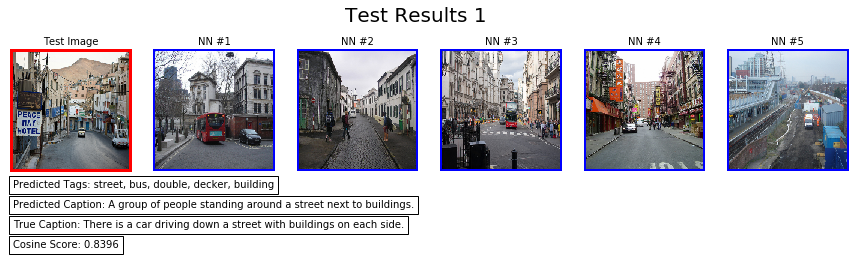 Test Results 1
Test Image
NN #1
NN #2
NN #3
NN #4
NN #5
PEACE
WAY
HOTEL
Predicted Tags: street, bus, double, decker, building
Predicted Caption: A group of people standing around a street next to buildings.
True Caption: There is a car driving down a street with buildings on each side.
Cosine Score: 0.8396